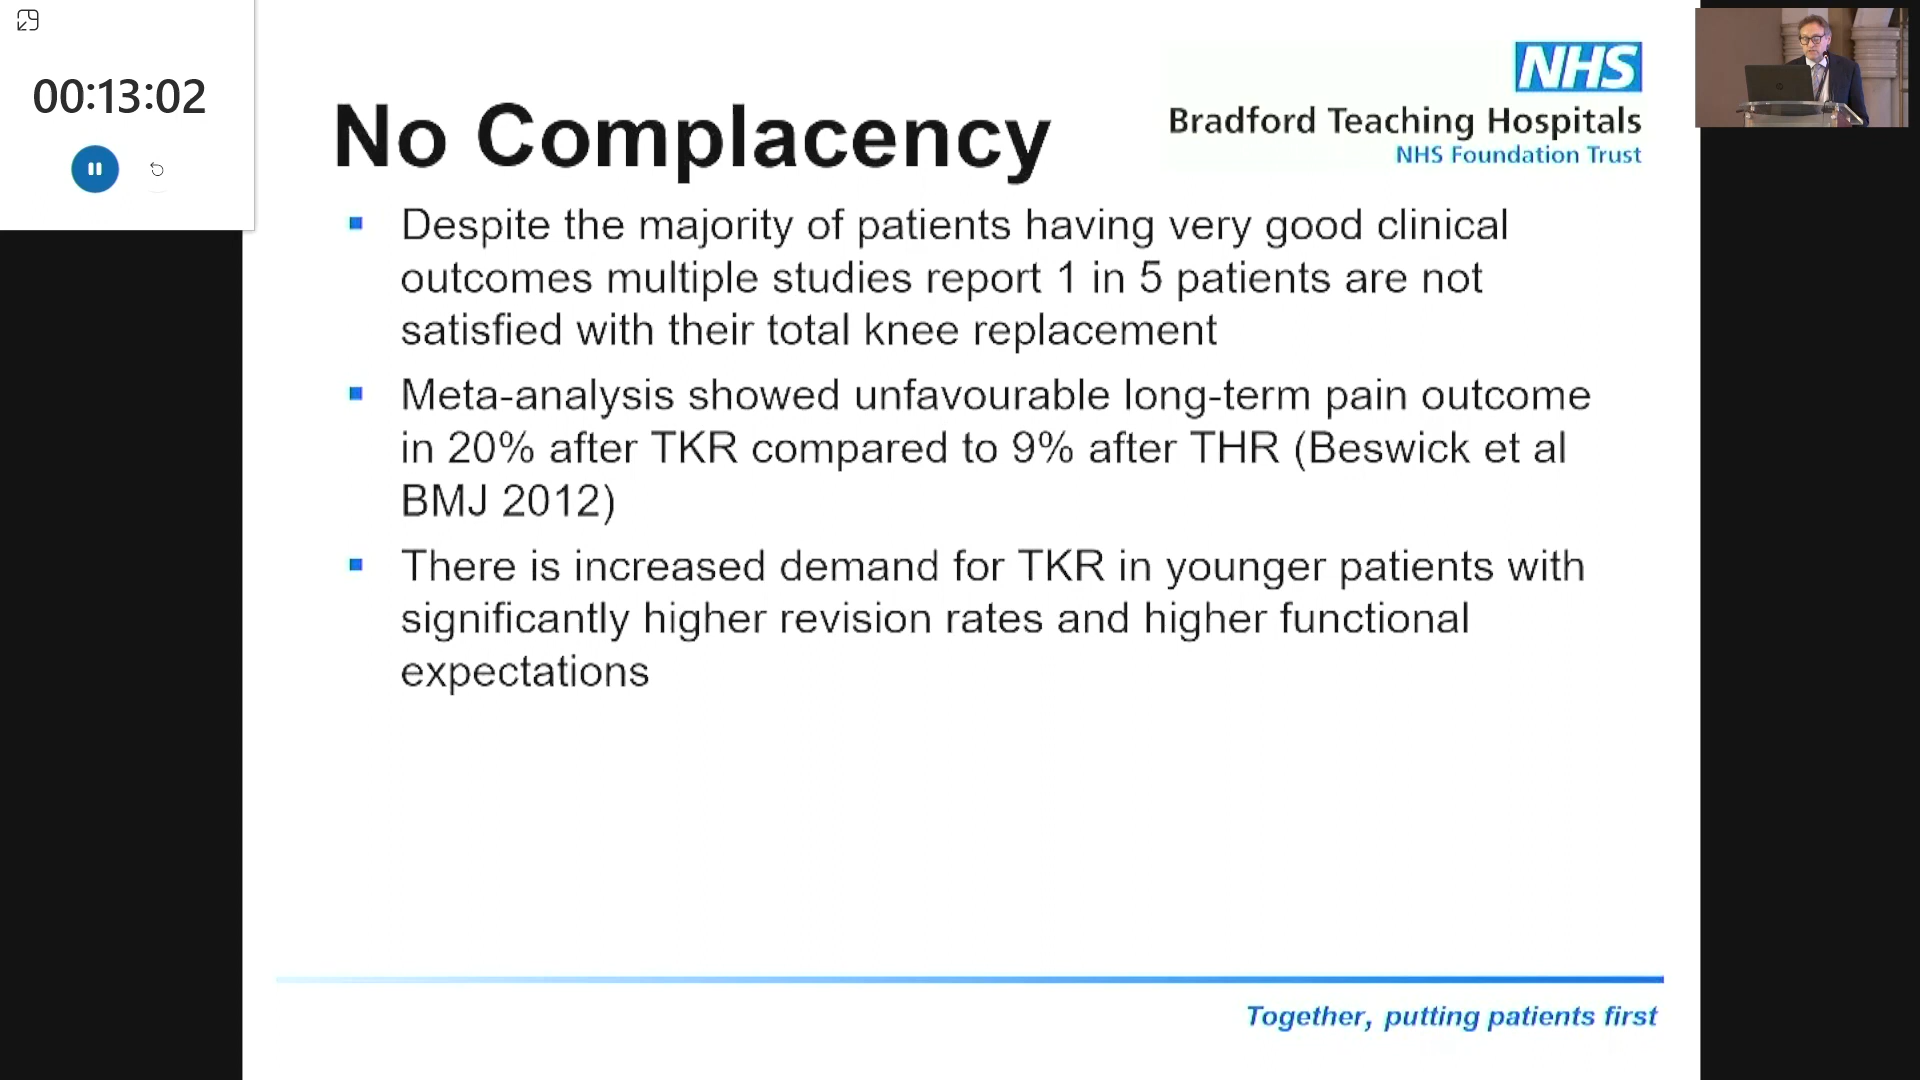 00:13:02
NHS
Bradford Teaching Hospitals
NHS Foundation Trust
No Complacency
Despite the majority of patients having very good clinical
outcomes multiple studies report 1 in 5 patients are not
satisfied with their total knee replacement
Meta-analysis showed unfavourable long-term pain outcome
in 20% after TKR compared to 9% after THR (Beswick et al
BMJ 2012)
There is increased demand for TKR in younger patients with
significantly higher revision rates and higher functional
expectations
Together, putting patients first